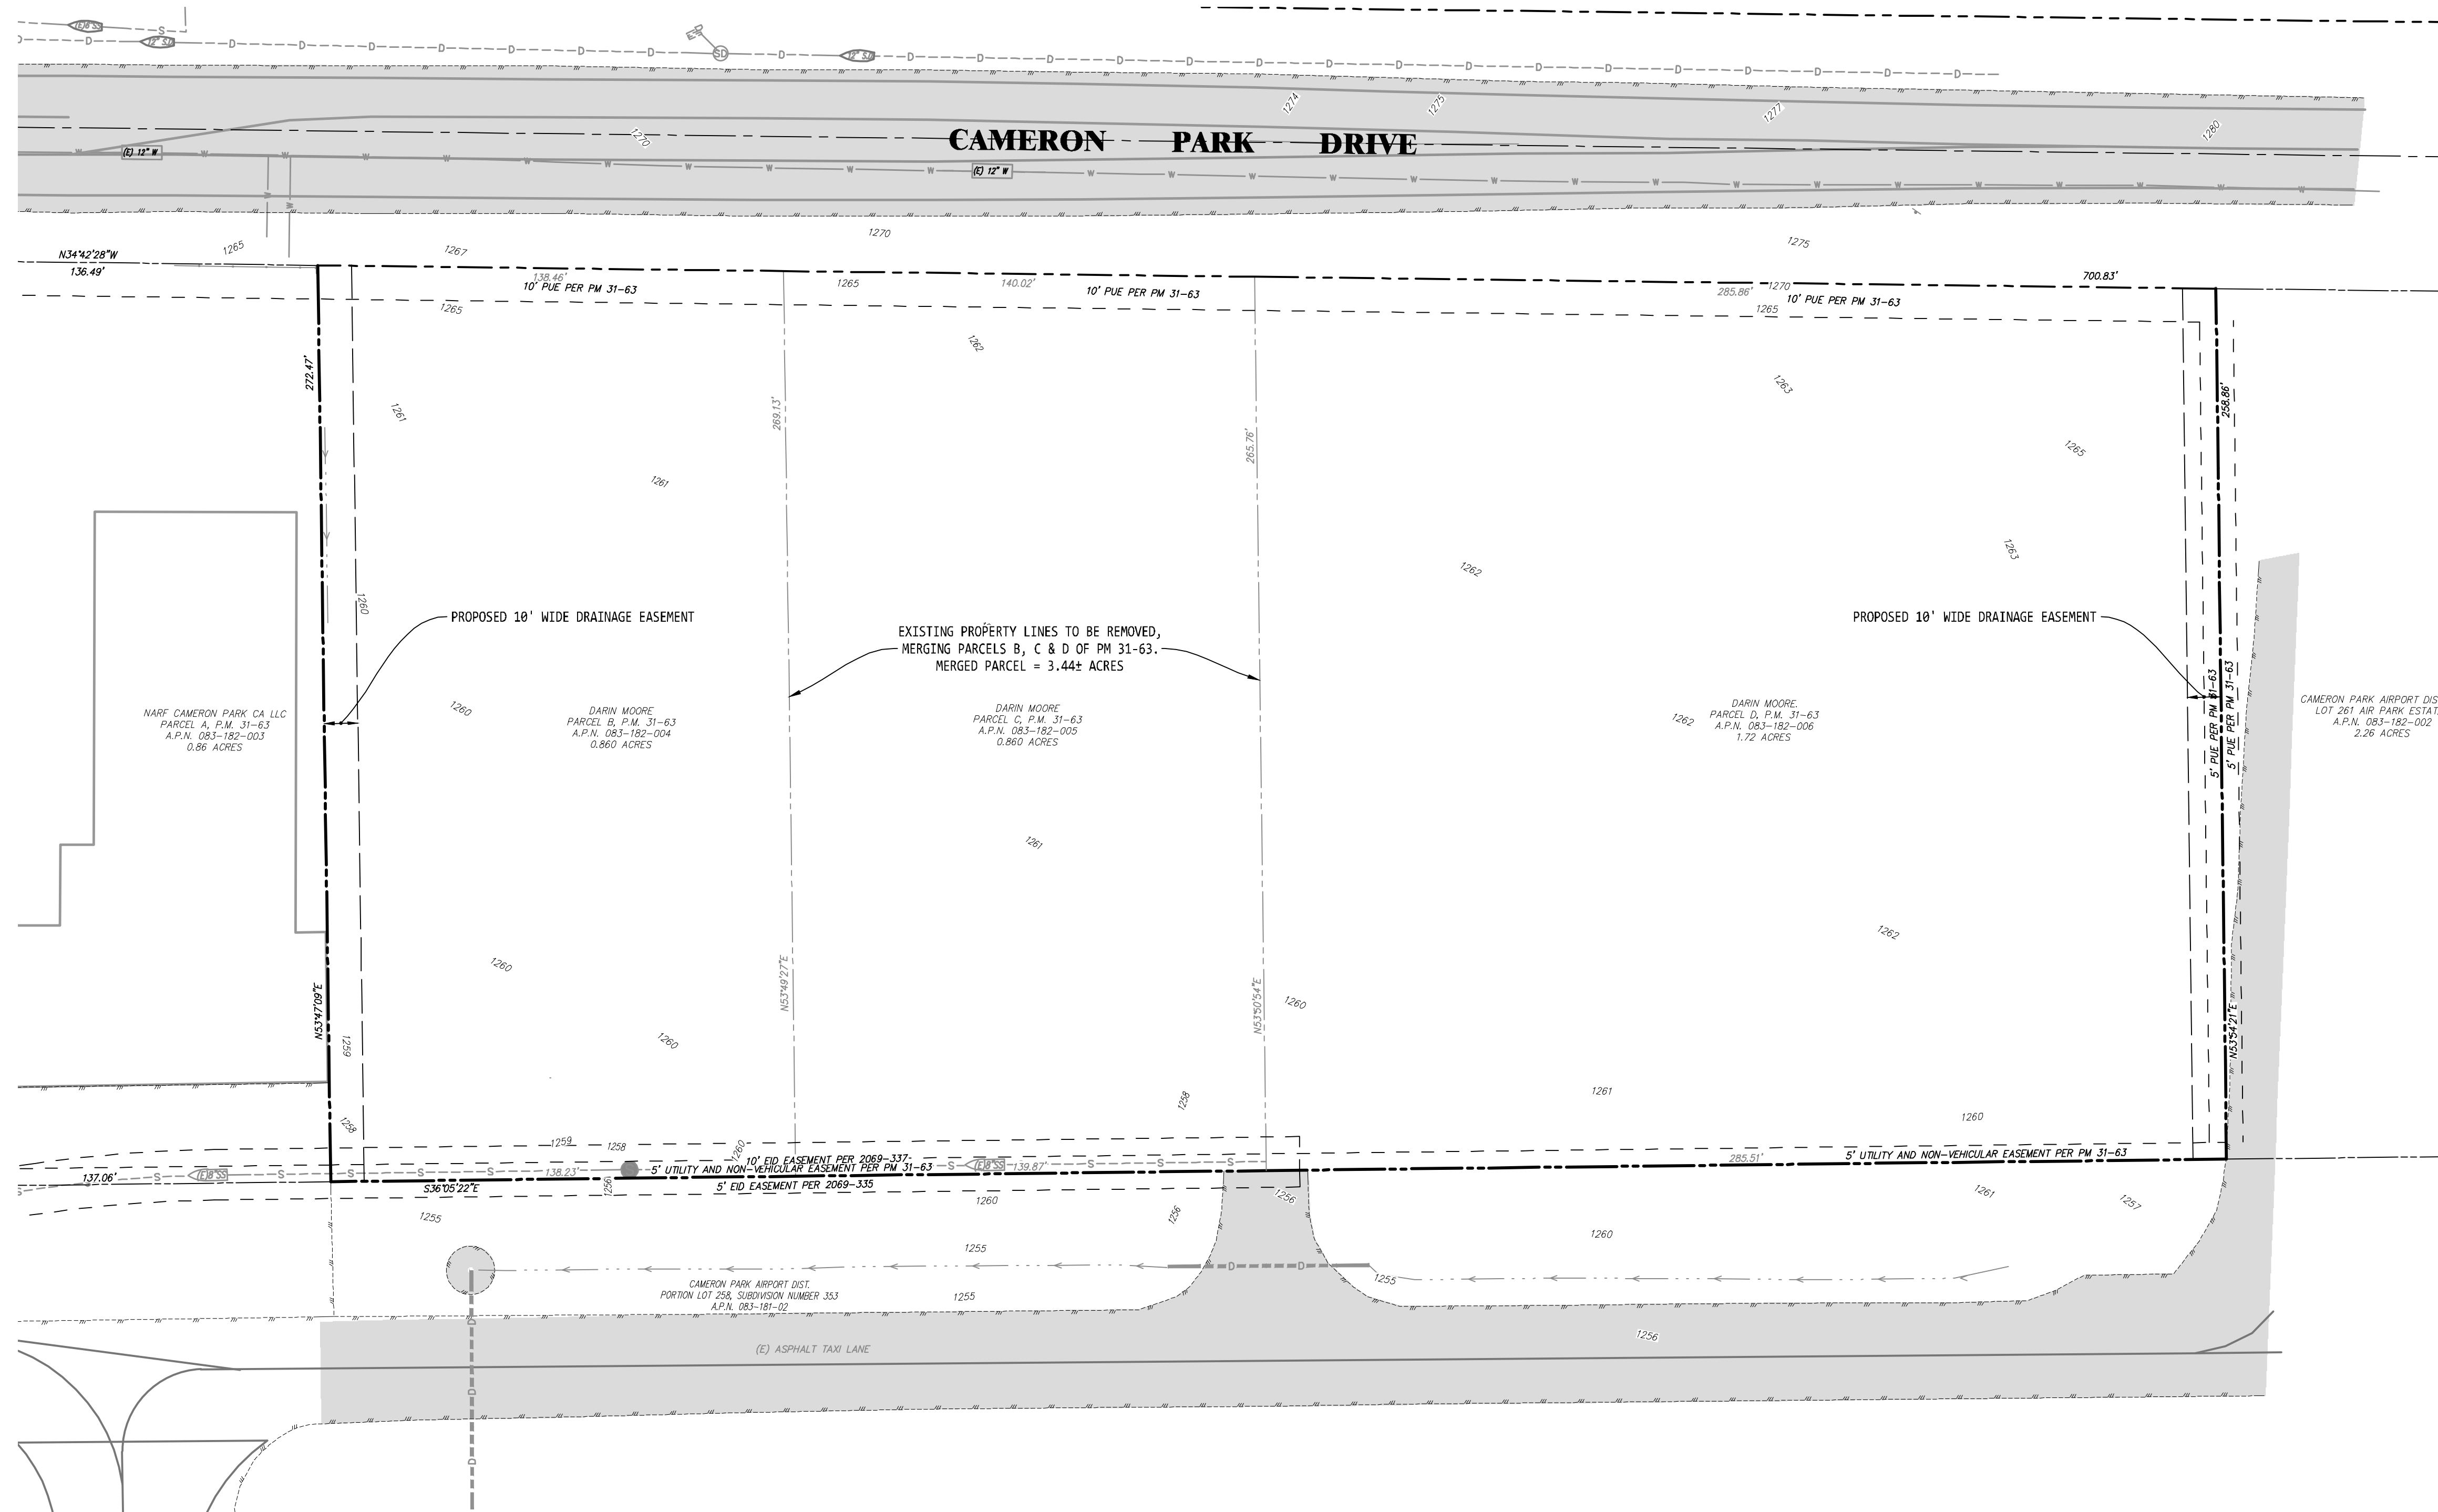 (E)8"SS
S
D D D D D D D D D
12" SD
SD
D
12" SD
D D D D D D D D D D D D D D D D
1274
1275
1277
1280
1270
CAMERON PARK DRIVE
W
(E) 12" W
W W W W W W W W W W
(E) 12" W
W W W W W W W W W W W W W W W W
W
W
1265
1267
1270
1275
N34°42'28"W
136.49'
138.46'
10' PUE PER PM 31-63
1265
140.02'
10' PUE PER PM 31-63
285.86'
1270
10' PUE PER PM 31-63
1265
700.83'
1265
1262
272.47'
1261
269.13'
265.76'
1263
258.86'
1261
1265
1262
1263
1260
PROPOSED 10' WIDE DRAINAGE EASEMENT
EXISTING PROPERTY LINES TO BE REMOVED,
MERGING PARCELS B, C & D OF PM 31-63.
MERGED PARCEL = 3.44± ACRES
PROPOSED 10' WIDE DRAINAGE EASEMENT
5' PUE PER PM 31-63
5' PUE PER PM 31-63
NARF CAMERON PARK CA LLC
PARCEL A, P.M. 31-63
A.P.N. 083-182-003
0.86 ACRES
1260
DARIN MOORE
PARCEL B, P.M. 31-63
A.P.N. 083-182-004
0.860 ACRES
DARIN MOORE
PARCEL C, P.M. 31-63
A.P.N. 083-182-005
0.860 ACRES
1262
DARIN MOORE.
PARCEL D, P.M. 31-63
A.P.N. 083-182-006
1.72 ACRES
CAMERON PARK AIRPORT DIS
LOT 261 AIR PARK ESTAT
A.P.N. 083-182-002
2.26 ACRES
1261
1262
1260
N53°47'09"E
N53°49'27"E
N53°50'54"E
1260
N53°54'21"E
1259
1260
1258
1261
1260
1258
1259
1258
1260
10' EID EASEMENT PER 2069-337
5' UTILITY AND NON-VEHICULAR EASEMENT PER PM 31-63
S
(E)8"SS
139.87'
S S S
285.51'
5' UTILITY AND NON-VEHICULAR EASEMENT PER PM 31-63
137.06'
S
S
(E)8"SS
S S S S
138.23'
S36°05'22"E
1256
5' EID EASEMENT PER 2069-335
1260
1256
1261
1257
1255
1256
1260
1255
D D
1255
CAMERON PARK AIRPORT DIST.
PORTION LOT 258, SUBDIVISION NUMBER 353
A.P.N. 083-181-02
1255
D
(E) ASPHALT TAXI LANE
1256
D
D